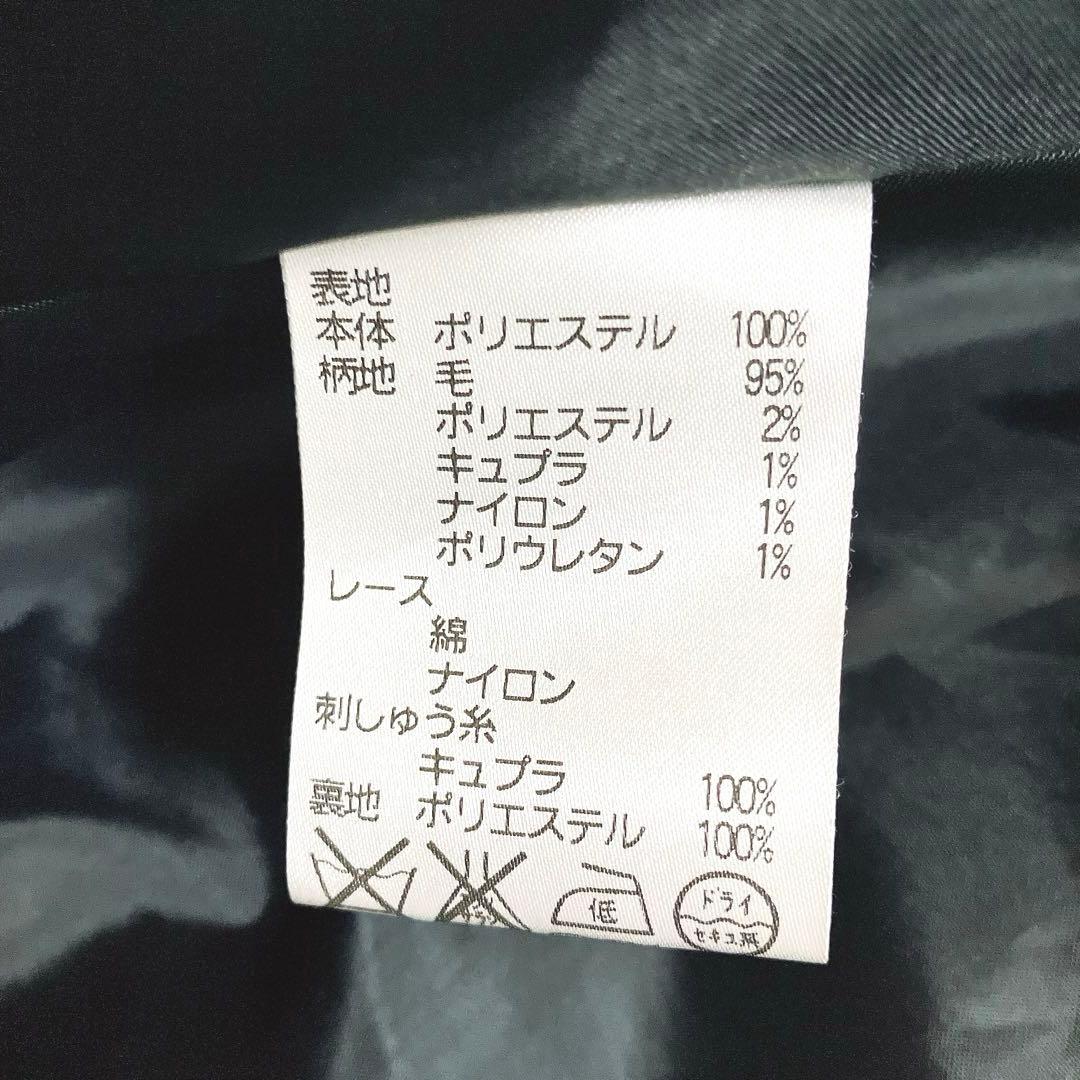 表地
本体 ポリエステル 100%
柄地 毛 95%
ポリエステル 2%
キュプラ 1%
ナイロン 1%
ポリウレタン 1%
レース
綿
ナイロン
刺しゅう糸
キュプラ 100%
裏地 ポリエステル 100%
低
ドライ
セキユ系